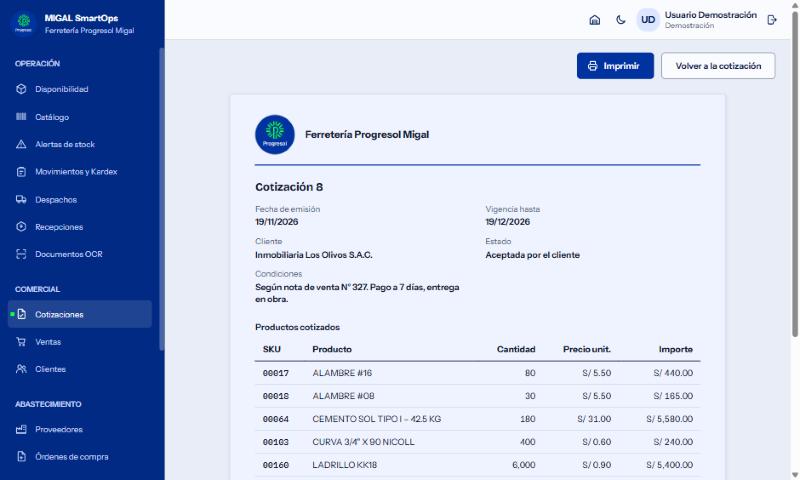 MIGAL SmartOps
Ferretería Progresol Migal
Progresol
UD
Usuario Demostración
Demostración
OPERACIÓN
Disponibilidad
Catálogo
Alertas de stock
Movimientos y Kardex
Despachos
Recepciones
Documentos OCR
COMERCIAL
Cotizaciones
Ventas
Clientes
ABASTECIMIENTO
Proveedores
Órdenes de compra
Imprimir
Volver a la cotización
Progresol
Ferretería Progresol Migal
Cotización 8
Fecha de emisión
19/11/2026
Vigencia hasta
19/12/2026
Cliente
Inmobiliaria Los Olivos S.A.C.
Estado
Aceptada por el cliente
Condiciones
Según nota de venta N° 327. Pago a 7 días, entrega
en obra.
Productos cotizados
SKU Producto Cantidad Precio unit. Importe
00017 ALAMBRE #16 80 S/ 5.50 S/ 440.00
00018 ALAMBRE #08 30 S/ 5.50 S/ 165.00
00064 CEMENTO SOL TIPO I – 42.5 KG 180 S/ 31.00 S/ 5,580.00
00103 CURVA 3/4" X 90 NICOLL 400 S/ 0.60 S/ 240.00
00160 LADRILLO KK18 6,000 S/ 0.90 S/ 5,400.00